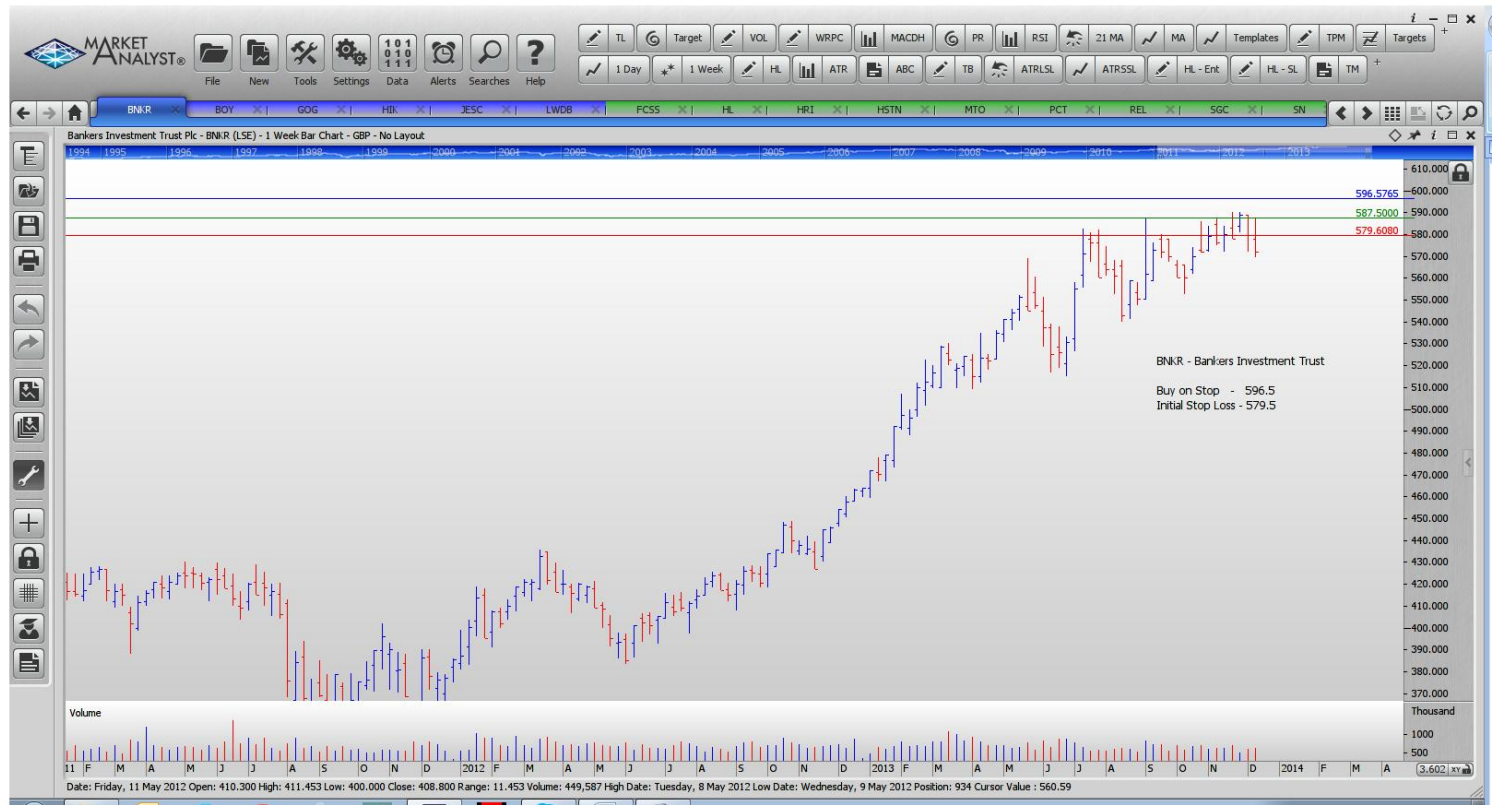 i
MARKET ANALYST®
File New Tools Settings Data Alerts Searches Help
TL Target VOL WRPC MACDH PR RSI 21 MA MA Templates TPM Targets +
1 Day 1 Week HL ATR ABC TB ATRLSL ATRSSL HL - Ent HL - SL TM +
BNKR BOY GOG HIK JESC LWDB FCSS HL HRI HSTN MTO PCT REL SGC SN
Bankers Investment Trust Plc - BNKR (LSE) - 1 Week Bar Chart - GBP - No Layout
1994 1995 1996 1997 1998 1999 2000 2001 2002 2003 2004 2005 2006 2007 2008 2009 2010 2011 2012 2013
610.000
596.5765 600.000
587.5000 590.000
579.6080 580.000
570.000
560.000
550.000
540.000
530.000
BNKR - Bankers Investment Trust
520.000
Buy on Stop - 596.5
510.000
Initial Stop Loss - 579.5
500.000
490.000
480.000
470.000
460.000
450.000
440.000
430.000
420.000
410.000
400.000
390.000
380.000
370.000
Volume Thousand
1000
500
11 F M A M J J A S O N D 2012 F M A M J J A S O N D 2013 F M A M J J A S O N D 2014 F M A 3.602 XY
Date: Friday, 11 May 2012 Open: 410.300 High: 411.453 Low: 400.000 Close: 408.800 Range: 11.453 Volume: 449,587 High Date: Tuesday, 8 May 2012 Low Date: Wednesday, 9 May 2012 Position: 934 Cursor Value : 560.59